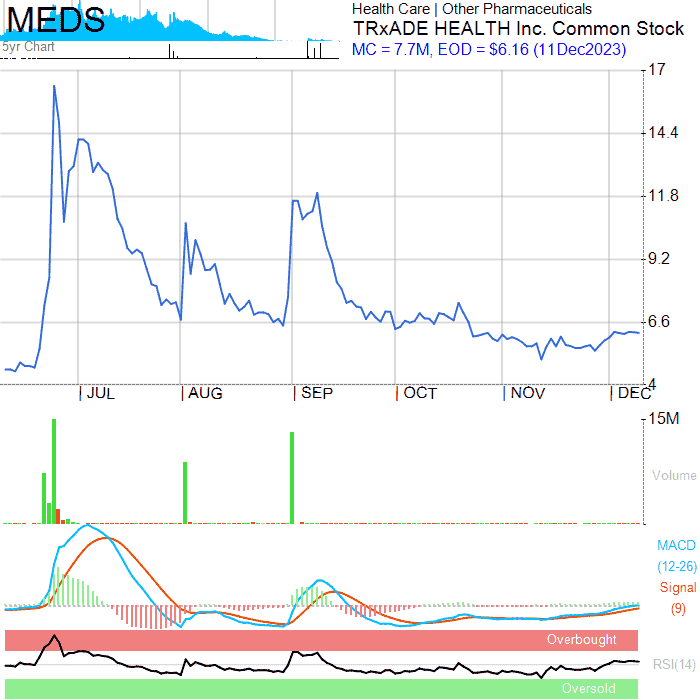 MEDS
5yr Chart
Health Care | Other Pharmaceuticals
TRxADE HEALTH Inc. Common Stock
MC = 7.7M, EOD = $6.16 (11Dec2023)
17
14.4
11.8
9.2
6.6
4
JUL AUG SEP OCT NOV DEC
15M
Volume
MACD
(12-26)
Signal
(9)
Overbought
RSI(14)
Oversold